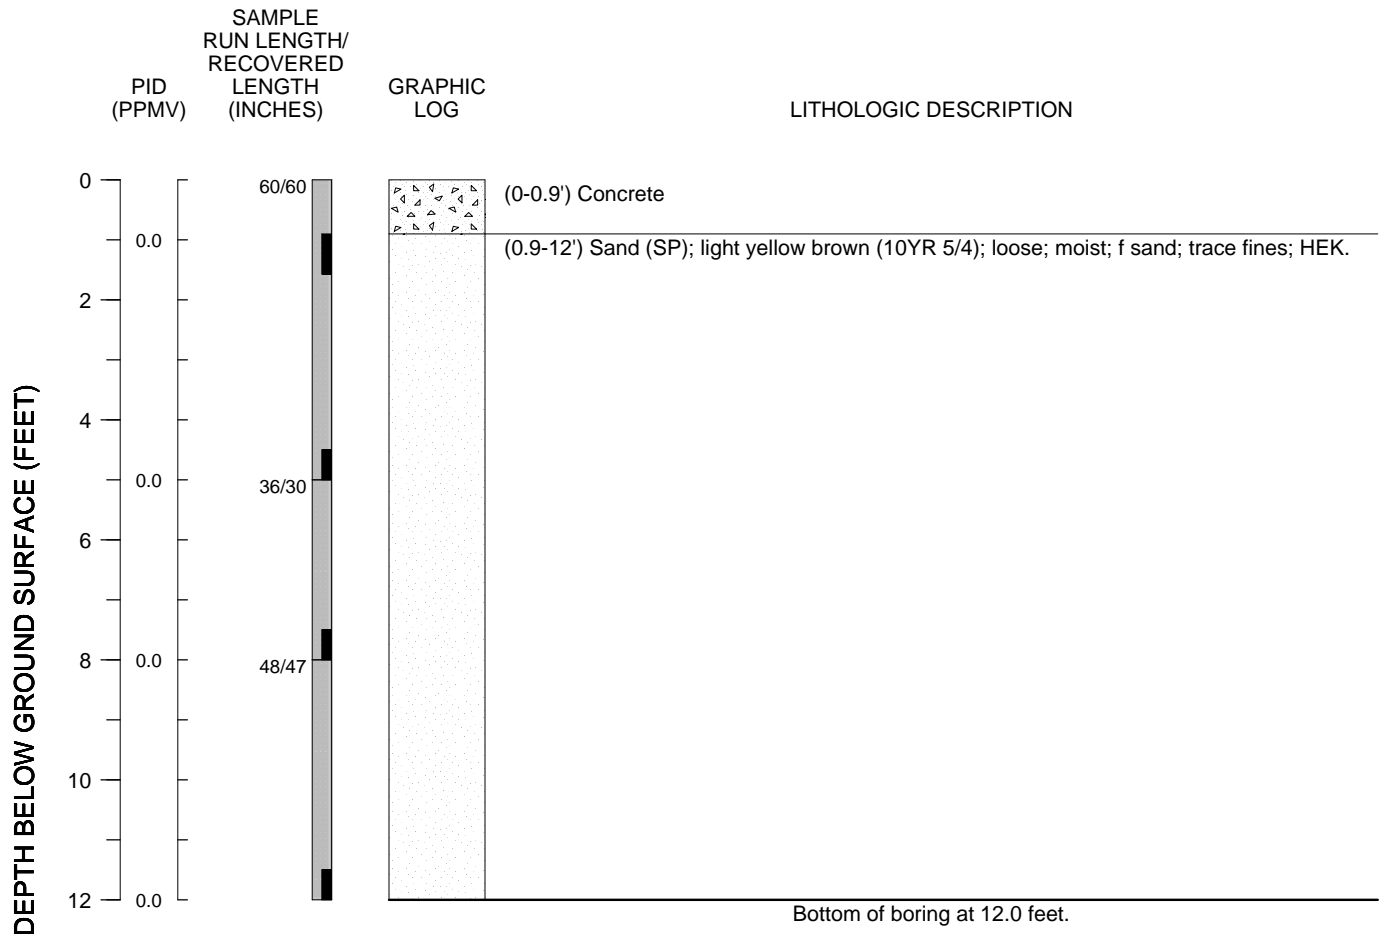 SAMPLE
RUN LENGTH/
RECOVERED
LENGTH
(INCHES)
PID
(PPMV)
GRAPHIC
LOG
LITHOLOGIC DESCRIPTION
DEPTH BELOW GROUND SURFACE (FEET)
0
60/60
(0-0.9') Concrete
0.0
(0.9-12') Sand (SP); light yellow brown (10YR 5/4); loose; moist; f sand; trace fines; HEK.
2
4
0.0
36/30
6
8
0.0
48/47
10
12
0.0
Bottom of boring at 12.0 feet.